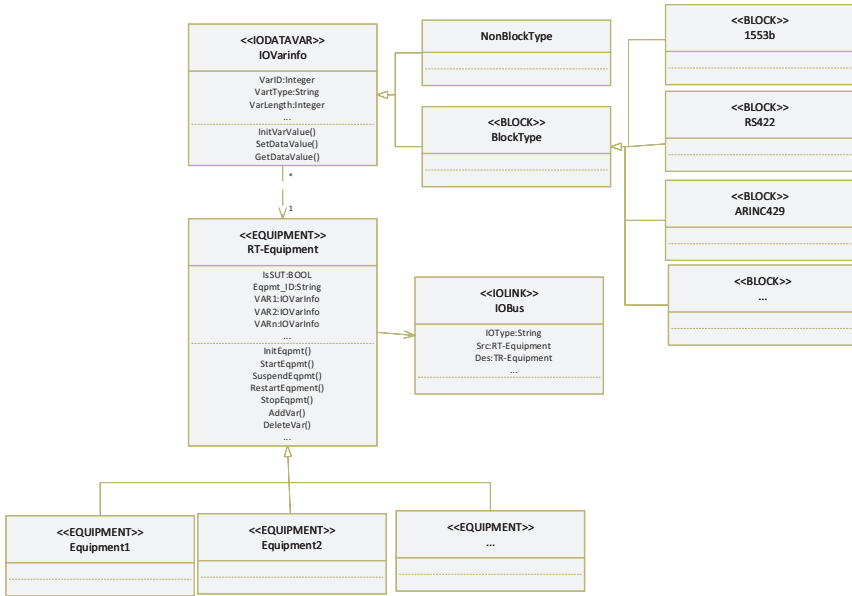 <<IODATAVAR>>
IOVarinfo
VarID:Integer
VartType:String
VarLength:Integer
...
InitVarValue()
SetDataValue()
GetDataValue()
NonBlockType
<<BLOCK>>
BlockType
<<BLOCK>>
1553b
<<BLOCK>>
RS422
<<BLOCK>>
ARINC429
<<BLOCK>>
...
*
1
<<EQUIPMENT>>
RT-Equipment
IsSUT:BOOL
Eqpmt_ID:String
VAR1:IOVarInfo
VAR2:IOVarInfo
VARn:IOVarInfo
...
InitEqpmt()
StartEqpmt()
SuspendEqpmt()
RestartEqpment()
StopEqpmt()
AddVar()
DeleteVar()
...
<<IOLINK>>
IOBus
IOType:String
Src:RT-Equipment
Des:TR-Equipment
...
<<EQUIPMENT>>
Equipment1
<<EQUIPMENT>>
Equipment2
<<EQUIPMENT>>
...